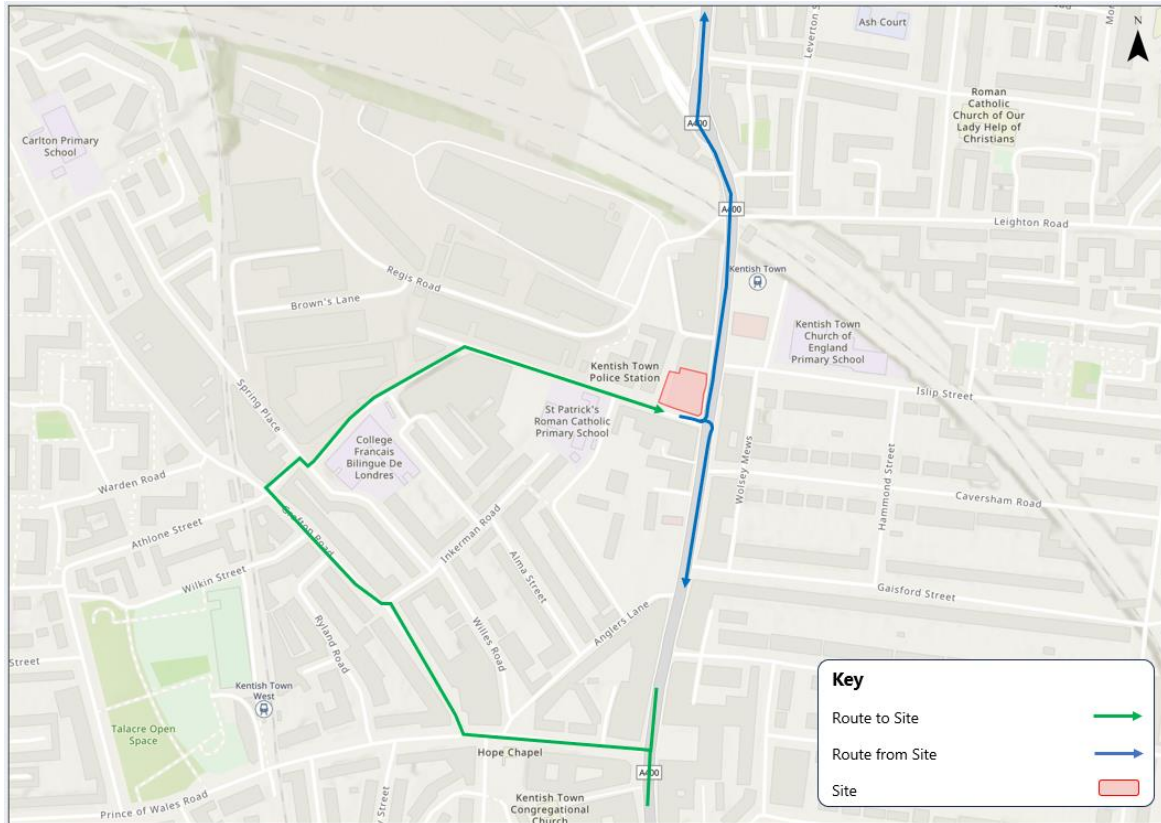 Leverton S
Ash Court
N
Roman
Catholic
Church of Our
Lady Help of
Christians
A400
Carlton Primary
School
A400
Leighton Road
Kentish Town
Regis Road
Brown's Lane
Kentish Town
Church of
England
Primary School
Kentish Town
Police Station
Islip Street
Spring Place
St Patrick's
Roman Catholic
Primary School
College
Francais
Bilingue De
Londres
Wolsey Mews
Hammond Street
Warden Road
Caversham Road
Athlone Street
Grafton Road
Inkerman Road
Wilkin Street
Alma Street
Gaisford Street
Anglers Lane
Ryland Road
Willes Road
Street
Kentish Town
West
Talacre Open
Space
Hope Chapel
A400
Prince of Wales Road
Kentish Town
Congregational
Church
y Street
Key
Route to Site
Route from Site
Site